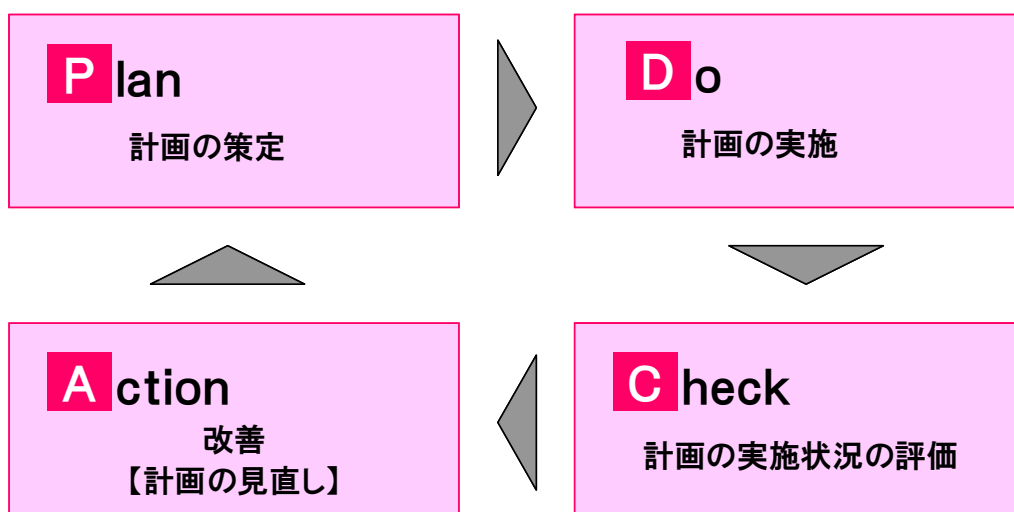 Plan
計画の策定
Do
計画の実施
Action
改善
【計画の見直し】
Check
計画の実施状況の評価